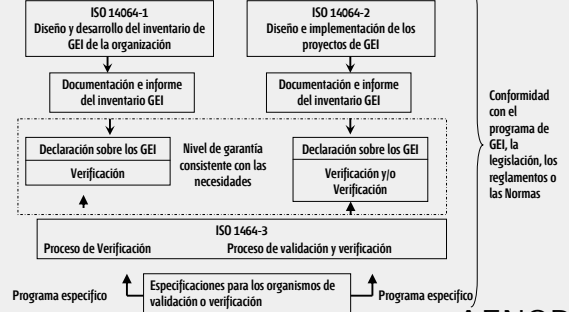 ISO 14064-1
Diseño y desarrollo del inventario de
GEI de la organización
ISO 14064-2
Diseño e implementación de los
proyectos de GEI
Documentación e informe
del inventario GEI
Documentación e informe
del inventario GEI
Declaración sobre los GEI
Verificación
Nivel de garantía
consistente con las
necesidades
Declaración sobre los GEI
Verificación y/o
Verificación
Conformidad
con el
programa de
GEI, la
legislación, los
reglamentos o
las Normas
ISO 1464-3
Proceso de Verificación
Proceso de validación y verificación
Programa específico
Especificaciones para los organismos de
validación o verificación
Programa específico